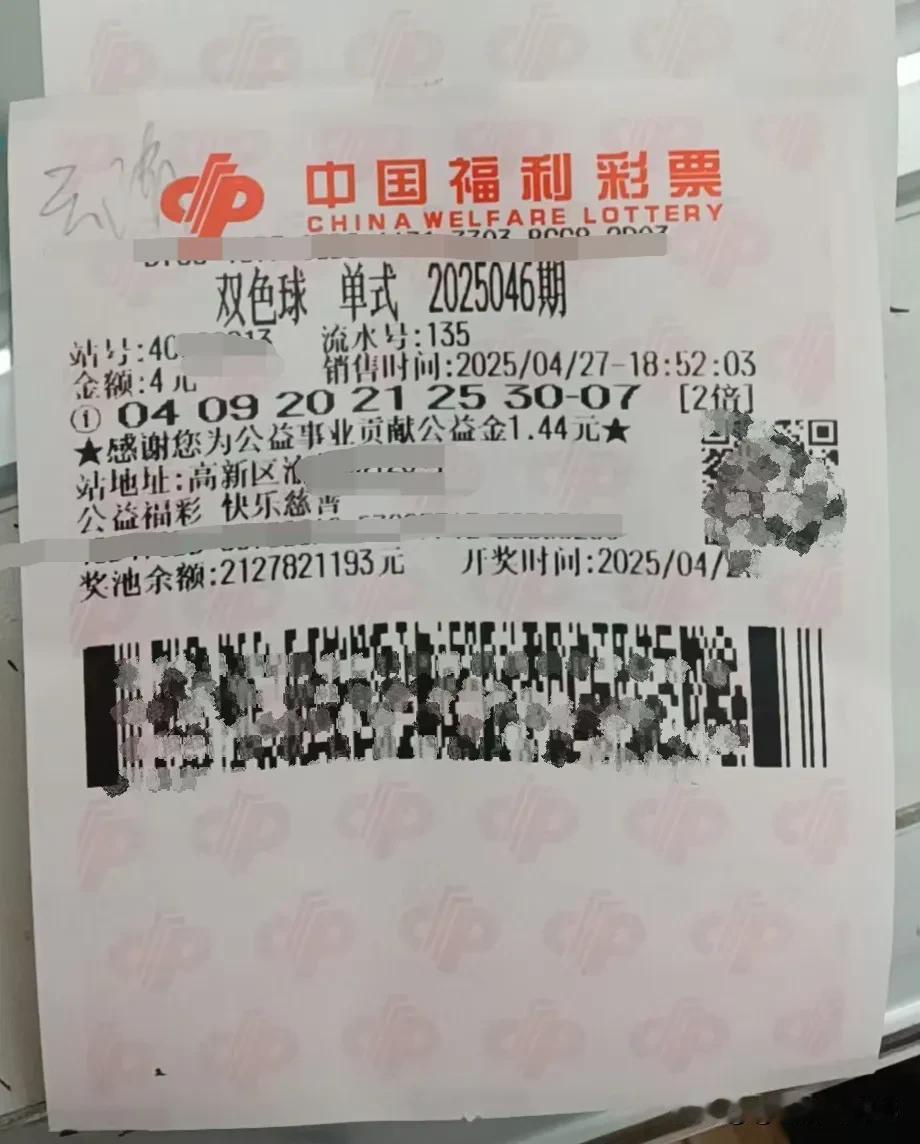 中国福利彩票
CHINA WELFARE LOTTERY
双色球 单式 2025046期
站号:40 13 流水号:135
金额:4元 销售时间:2025/04/27-18:52:03
① 04 09 20 21 25 30-07 [2倍]
★感谢您为公益事业贡献公益金1.44元★
站地址:高新区渝
公益福彩 快乐慈善
奖池余额:2127821193元 开奖时间:2025/04/2